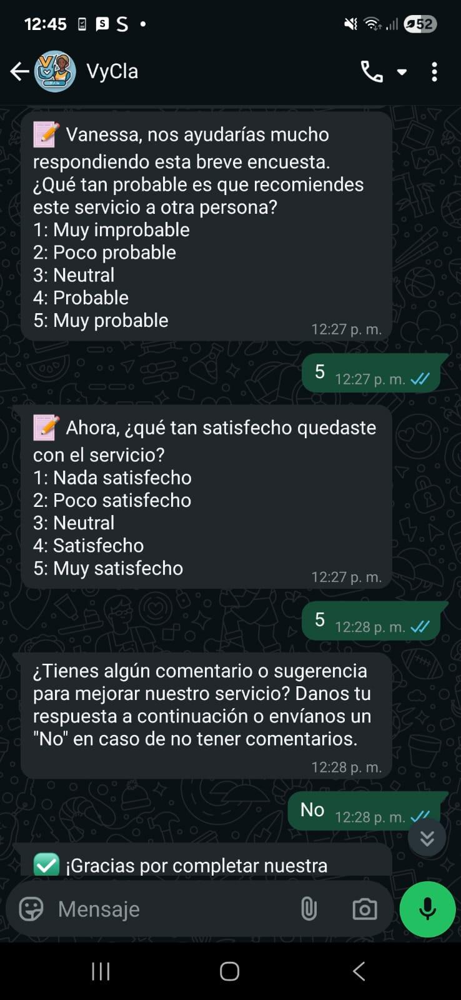 12:45
52
VyCla
Vanessa, nos ayudarías mucho
respondiendo esta breve encuesta.
¿Qué tan probable es que recomiendes
este servicio a otra persona?
1: Muy improbable
2: Poco probable
3: Neutral
4: Probable
5: Muy probable
12:27 p. m.
5 12:27 p. m.
Ahora, ¿qué tan satisfecho quedaste
con el servicio?
1: Nada satisfecho
2: Poco satisfecho
3: Neutral
4: Satisfecho
5: Muy satisfecho
12:27 p. m.
5 12:28 p. m.
¿Tienes algún comentario o sugerencia
para mejorar nuestro servicio? Danos tu
respuesta a continuación o envíanos un
"No" en caso de no tener comentarios.
12:28 p. m.
No 12:28 p. m.
¡Gracias por completar nuestra
Mensaje